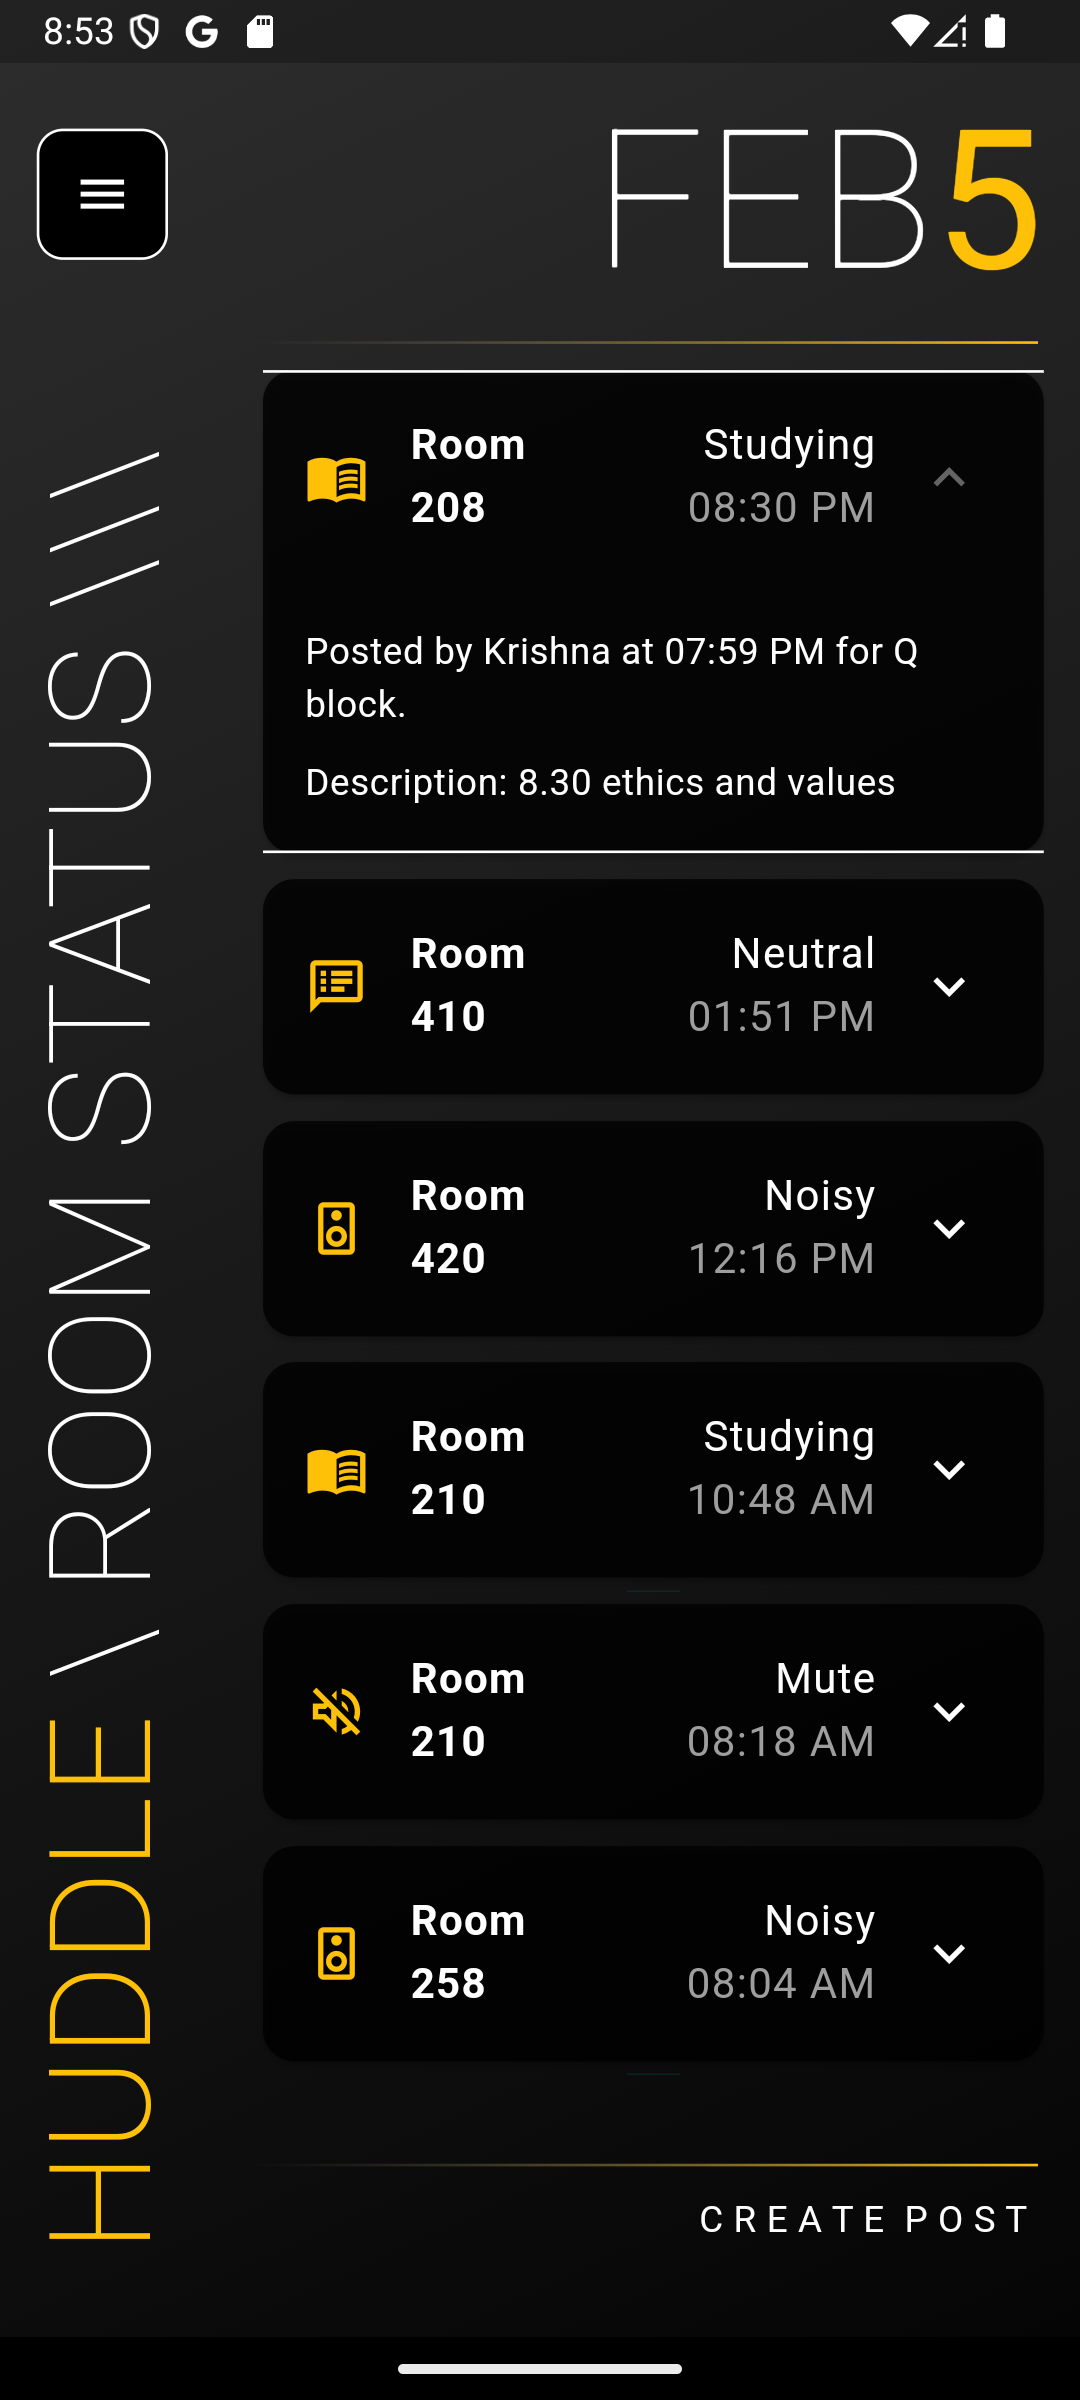 8:53
FEB5
HUDDLE \ ROOM STATUS \\\
Room Studying
208 08:30 PM
Posted by Krishna at 07:59 PM for Q
block.
Description: 8.30 ethics and values
Room Neutral
410 01:51 PM
Room Noisy
420 12:16 PM
Room Studying
210 10:48 AM
Room Mute
210 08:18 AM
Room Noisy
258 08:04 AM
CREATE POST